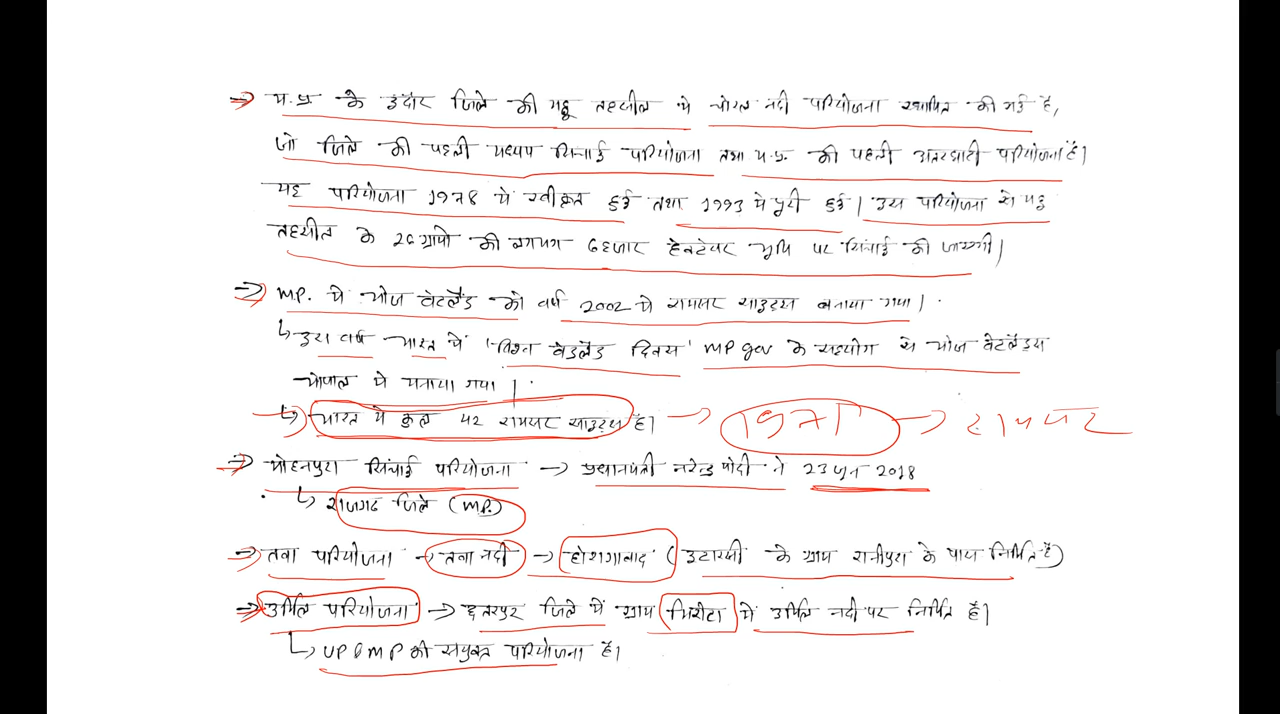 → म.प्र के इंदौर जिले की महू तहसील मे चोरल नदी परियोजना स्थापित की गई है,
जो जिले की पहली मध्यम सिंचाई परियोजना तथा म.प्र. की पहली अंतरघाटी परियोजना है।
यह परियोजना 1978 मे स्वीकृत हुई तथा 1993 मे पूरी हुई। इस परियोजना से महू
तहसील के 26 ग्रामो की लगभग 6 हजार हेक्टेयर भूमि पर सिंचाई की जाएगी।
→ M.P. मे भोज वेटलैंड को वर्ष 2002 मे रामसर साइट्स बनाया गया।
↳ इस वर्ष भारत मे 'विश्व वेटलैंड दिवस' MP gov के सहयोग से भोज वेटलैंड्स
भोपाल मे मनाया गया।
↳ भारत मे कुल 42 रामसर साइट्स है। → 1971 → रामसर
→ मोहनपुरा सिंचाई परियोजना → प्रधानमंत्री नरेन्द्र मोदी ने 23 जून 2018
↳ राजगढ जिले (M.P.)
→ तवा परियोजना → तवा नदी → होशंगाबाद (इटारसी के ग्राम रानीपुरा के पास निर्मित है)
→ उर्मिल परियोजना → छतरपुर जिले में ग्राम में उर्मिल नदी पर निर्मित है।
↳ UP & MP की संयुक्त परियोजना है।